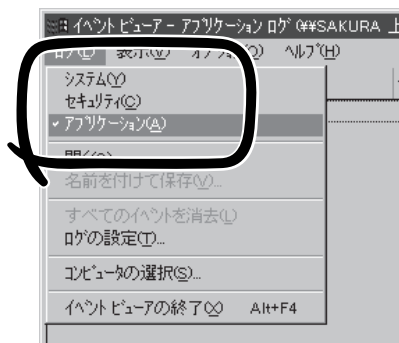 イベント ビューア - アプリケーション ログ (¥¥SAKURA 上
ログ(L) 表示(V) オプション(O) ヘルプ(H)
システム(Y)
セキュリティ(C)
アプリケーション(A)
開く(O)...
名前を付けて保存(V)...
すべてのイベントを消去(L)
ログの設定(T)...
コンピュータの選択(S)...
イベント ビューアの終了(X) Alt+F4